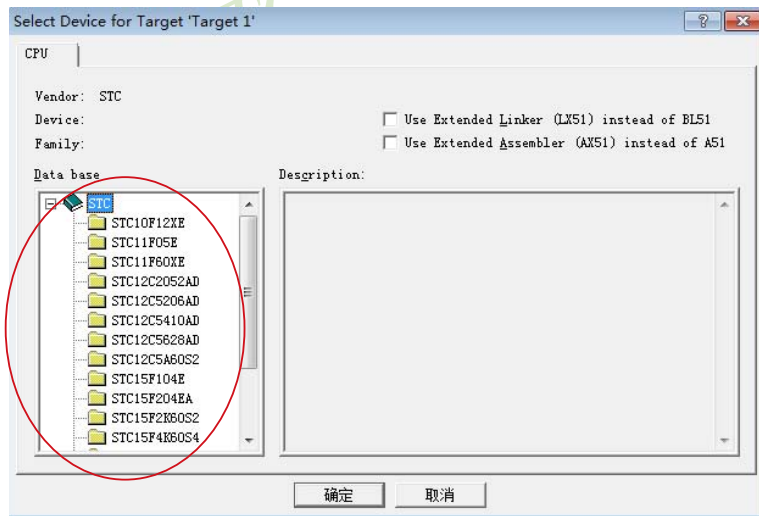 Select Device for Target 'Target 1'
CPU
Vendor: STC
Device:
Use Extended Linker (LX51) instead of BL51
Family:
Use Extended Assembler (AX51) instead of A51
Data base
Description:
STC
STC10F12XE
STC11F05E
STC11F60XE
STC12C2052AD
STC12C5206AD
STC12C5410AD
STC12C5628AD
STC12C5A60S2
STC15F104E
STC15F204EA
STC15F2K60S2
STC15F4K60S4
确定
取消